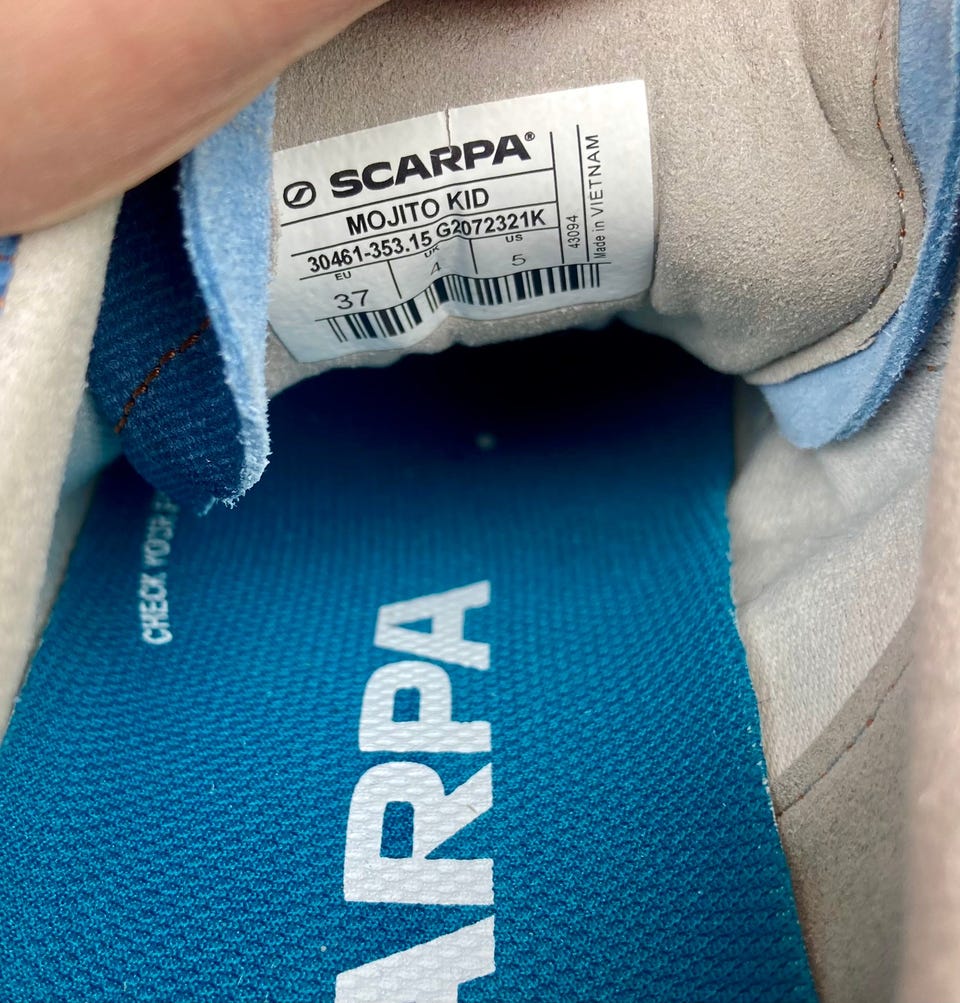 SCARPA®
MOJITO KID
30461-353.15 G2072321K
EU UK US
37 4 5
43094
Made in VIETNAM
CHECK YOUR
ARPA